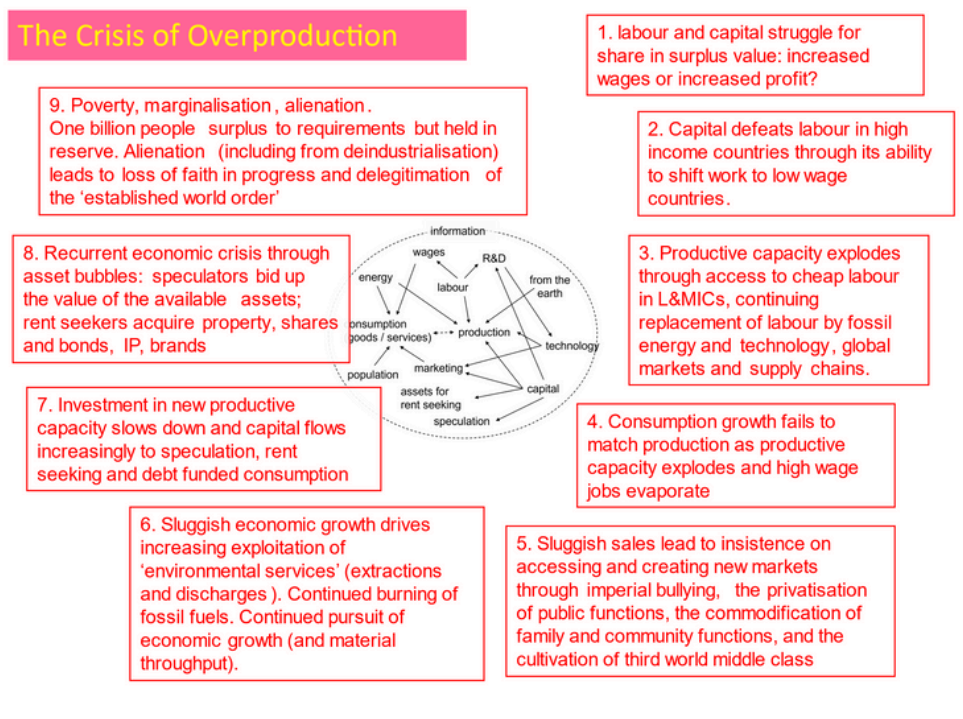 The Crisis of Overproduction
1. labour and capital struggle for
share in surplus value: increased
wages or increased profit?
2. Capital defeats labour in high
income countries through its ability
to shift work to low wage
countries.
3. Productive capacity explodes
through access to cheap labour
in L&MICs, continuing
replacement of labour by fossil
energy and technology, global
markets and supply chains.
4. Consumption growth fails to
match production as productive
capacity explodes and high wage
jobs evaporate
5. Sluggish sales lead to insistence on
accessing and creating new markets
through imperial bullying, the privatisation
of public functions, the commodification of
family and community functions, and the
cultivation of third world middle class
6. Sluggish economic growth drives
increasing exploitation of
‘environmental services’ (extractions
and discharges). Continued burning of
fossil fuels. Continued pursuit of
economic growth (and material
throughput).
7. Investment in new productive
capacity slows down and capital flows
increasingly to speculation, rent
seeking and debt funded consumption
8. Recurrent economic crisis through
asset bubbles: speculators bid up
the value of the available assets;
rent seekers acquire property, shares
and bonds, IP, brands
9. Poverty, marginalisation, alienation.
One billion people surplus to requirements but held in
reserve. Alienation (including from deindustrialisation)
leads to loss of faith in progress and delegitimation of
the ‘established world order’
information
wages
R&D
energy
labour
from the
earth
onsumption
goods / services)
production
technology
marketing
population
assets for
rent seeking
capital
speculation